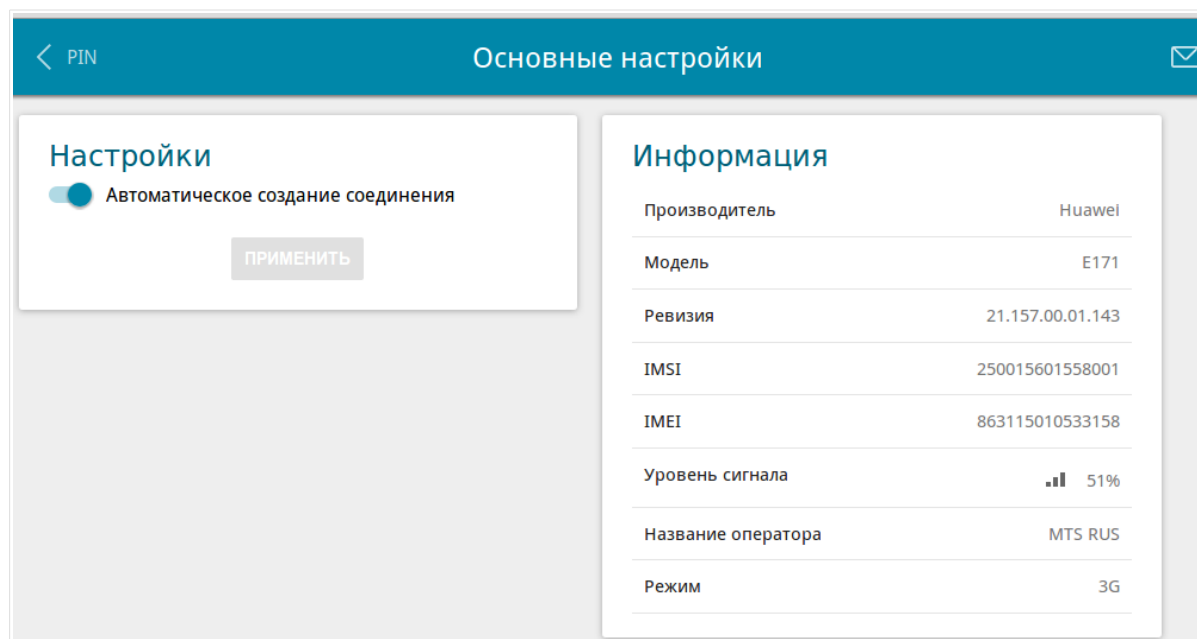 PIN
Основные настройки
Настройки
Автоматическое создание соединения
ПРИМЕНИТЬ
Информация
Производитель Huawei
Модель E171
Ревизия 21.157.00.01.143
IMSI 250015601558001
IMEI 863115010533158
Уровень сигнала 51%
Название оператора MTS RUS
Режим 3G